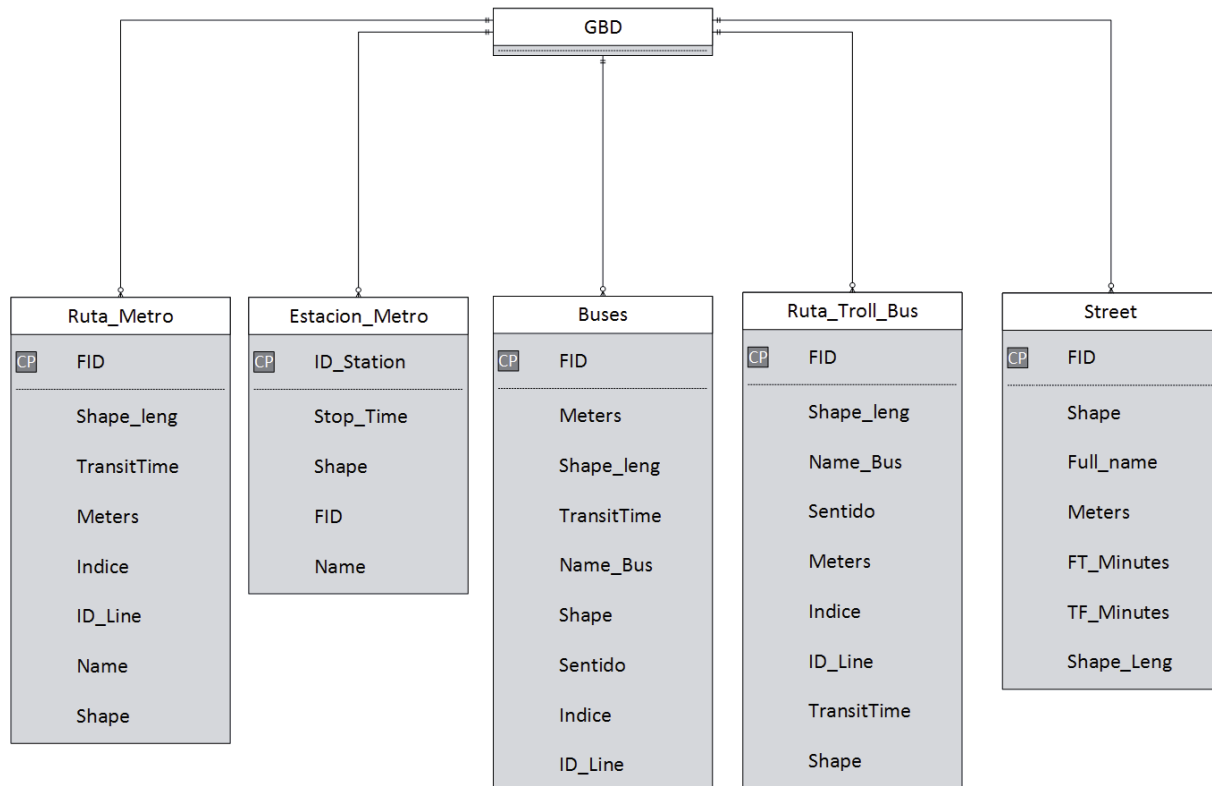 GBD
Ruta_Metro
CP FID
Shape_leng
TransitTime
Meters
Indice
ID_Line
Name
Shape
Estacion_Metro
CP ID_Station
Stop_Time
Shape
FID
Name
Buses
CP FID
Meters
Shape_leng
TransitTime
Name_Bus
Shape
Sentido
Indice
ID_Line
Ruta_Troll_Bus
CP FID
Shape_leng
Name_Bus
Sentido
Meters
Indice
ID_Line
TransitTime
Shape
Street
CP FID
Shape
Full_name
Meters
FT_Minutes
TF_Minutes
Shape_Leng